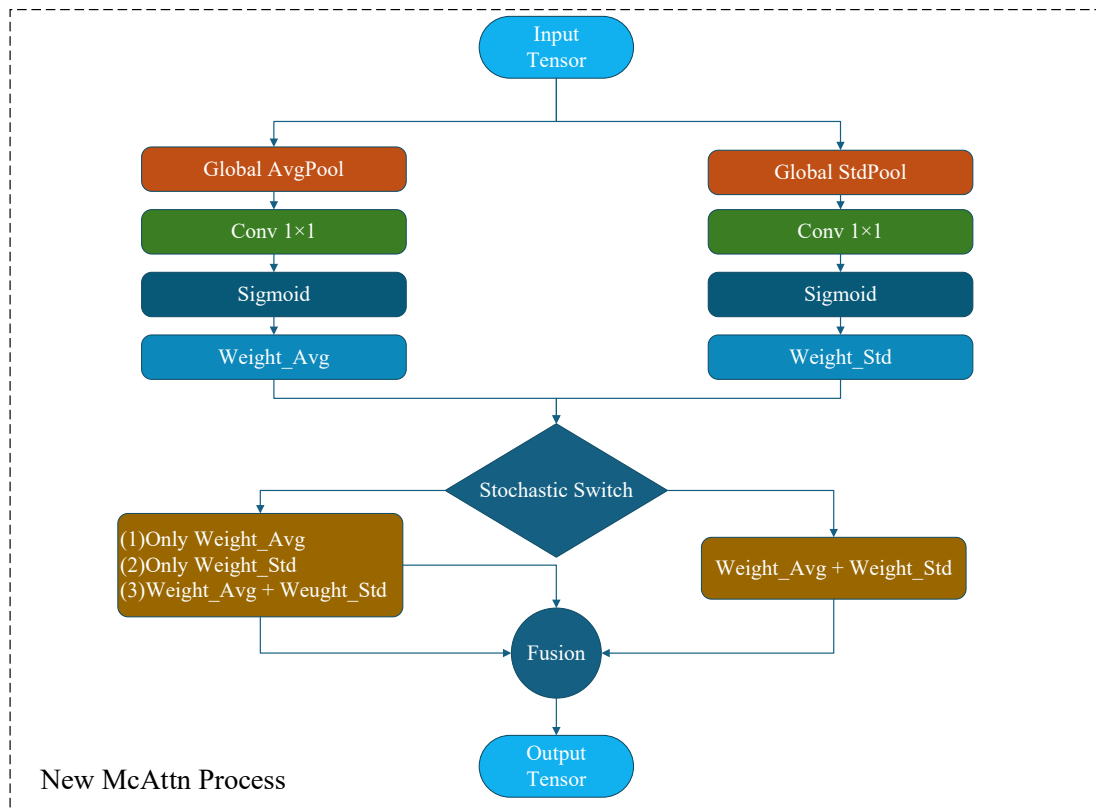 Input
Tensor
Global AvgPool
Global StdPool
Conv 1×1
Conv 1×1
Sigmoid
Sigmoid
Weight_Avg
Weight_Std
Stochastic Switch
(1)Only Weight_Avg
(2)Only Weight_Std
(3)Weight_Avg + Weught_Std
Weight_Avg + Weight_Std
Fusion
Output
Tensor
New McAttn Process